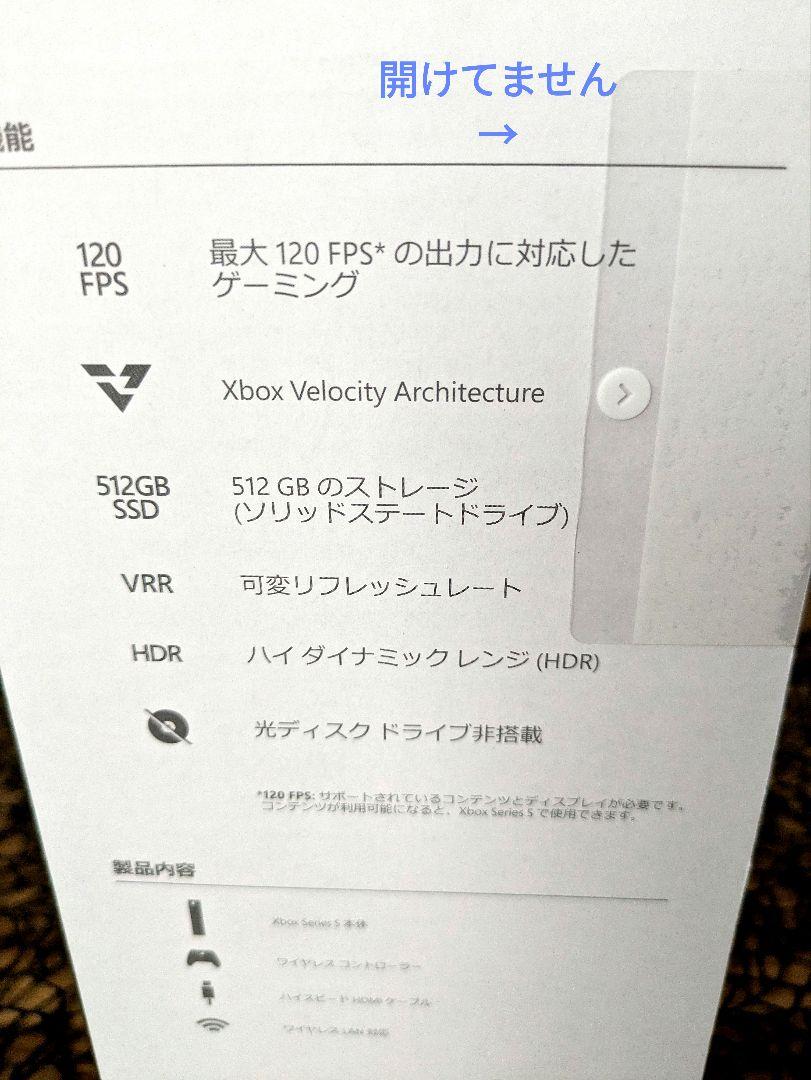 開けてません
→
能
120
FPS
最大 120 FPS* の出力に対応した
ゲーミング
Xbox Velocity Architecture
512GB
SSD
512 GB のストレージ
(ソリッドステートドライブ)
VRR
可変リフレッシュレート
HDR
ハイ ダイナミック レンジ (HDR)
光ディスク ドライブ非搭載
*120 FPS: サポートされているコンテンツとディスプレイが必要です。
コンテンツが利用可能になると、Xbox Series S で使用できます。
製品内容
Xbox Series S 本体
ワイヤレス コントローラー
ハイスピード HDMI ケーブル
ワイヤレス LAN 対応